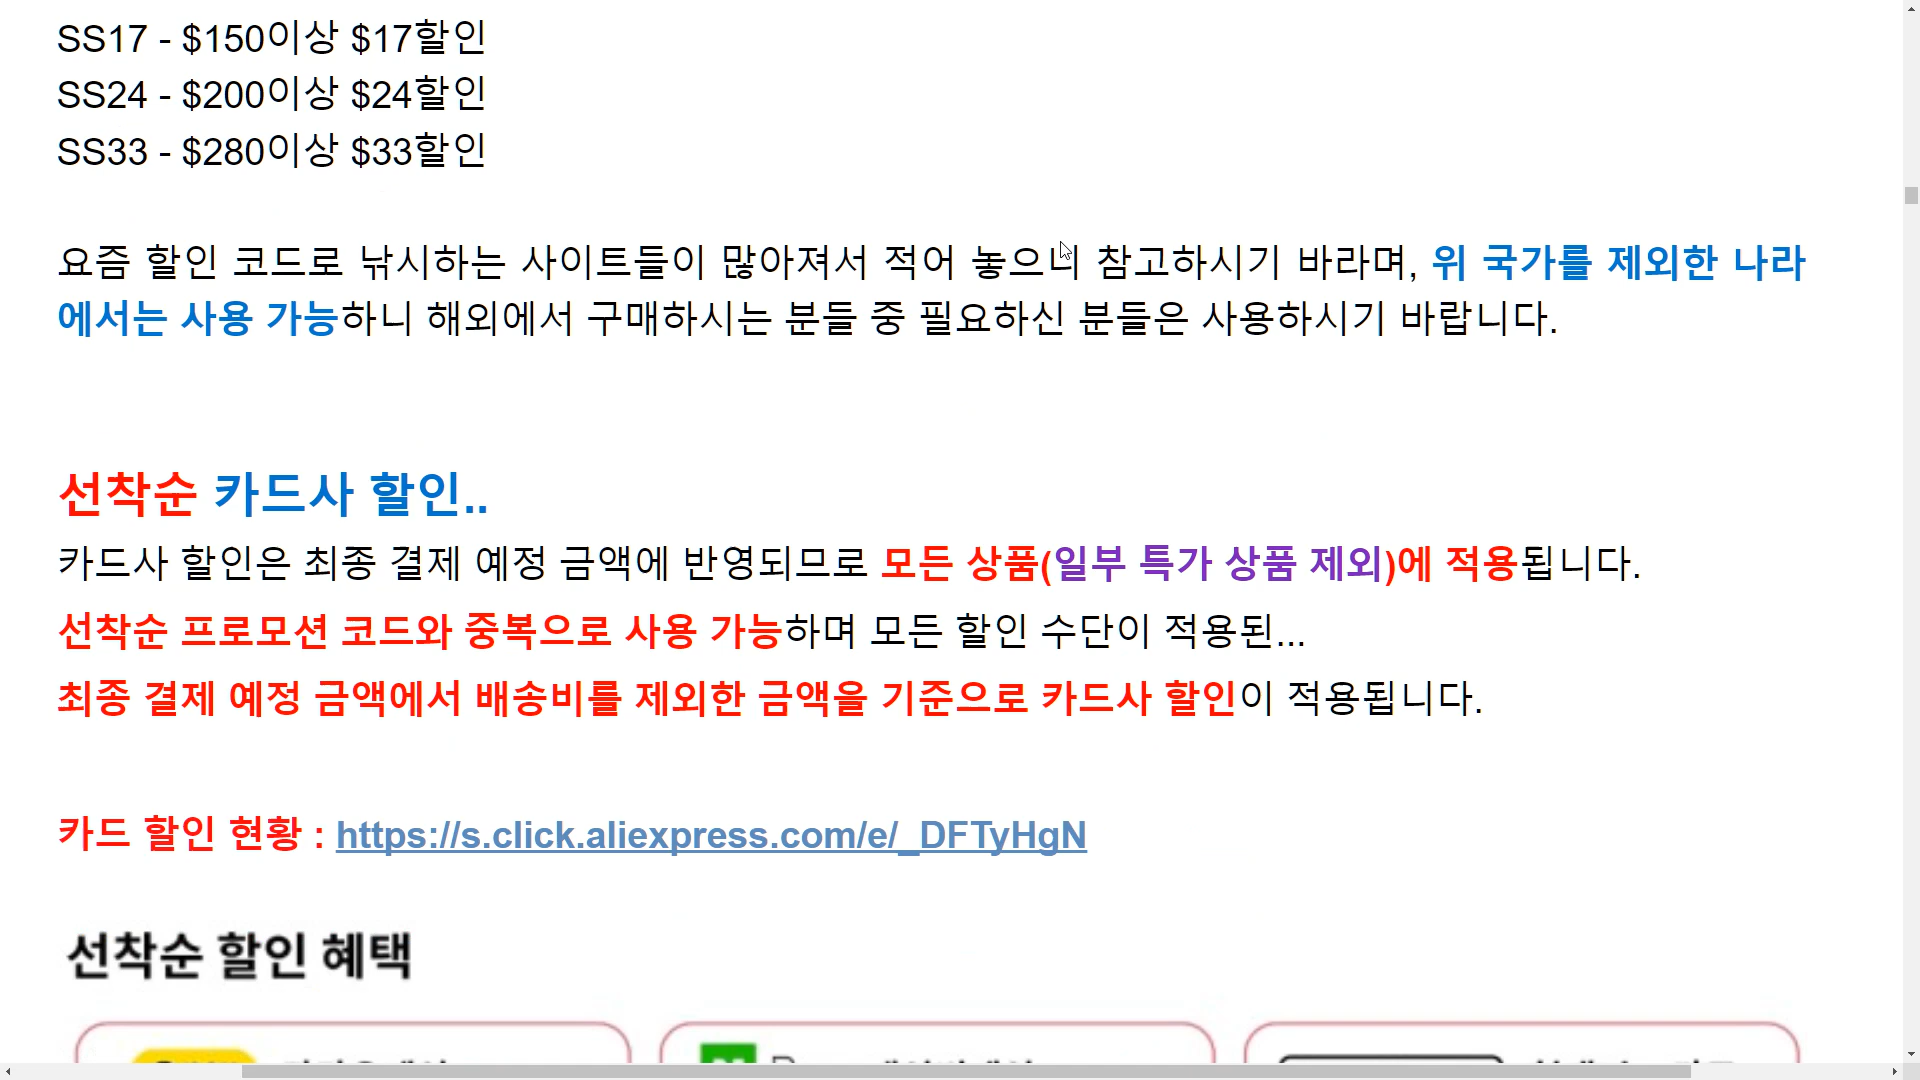 SS17 - $150이상 $17할인
SS24 - $200이상 $24할인
SS33 - $280이상 $33할인
요즘 할인 코드로 낚시하는 사이트들이 많아져서 적어 놓으니 참고하시기 바라며, 위 국가를 제외한 나라
에서는 사용 가능하니 해외에서 구매하시는 분들 중 필요하신 분들은 사용하시기 바랍니다.
선착순 카드사 할인..
카드사 할인은 최종 결제 예정 금액에 반영되므로 모든 상품(일부 특가 상품 제외)에 적용됩니다.
선착순 프로모션 코드와 중복으로 사용 가능하며 모든 할인 수단이 적용된...
최종 결제 예정 금액에서 배송비를 제외한 금액을 기준으로 카드사 할인이 적용됩니다.
카드 할인 현황 : https://s.click.aliexpress.com/e/_DFTyHgN
선착순 할인 혜택